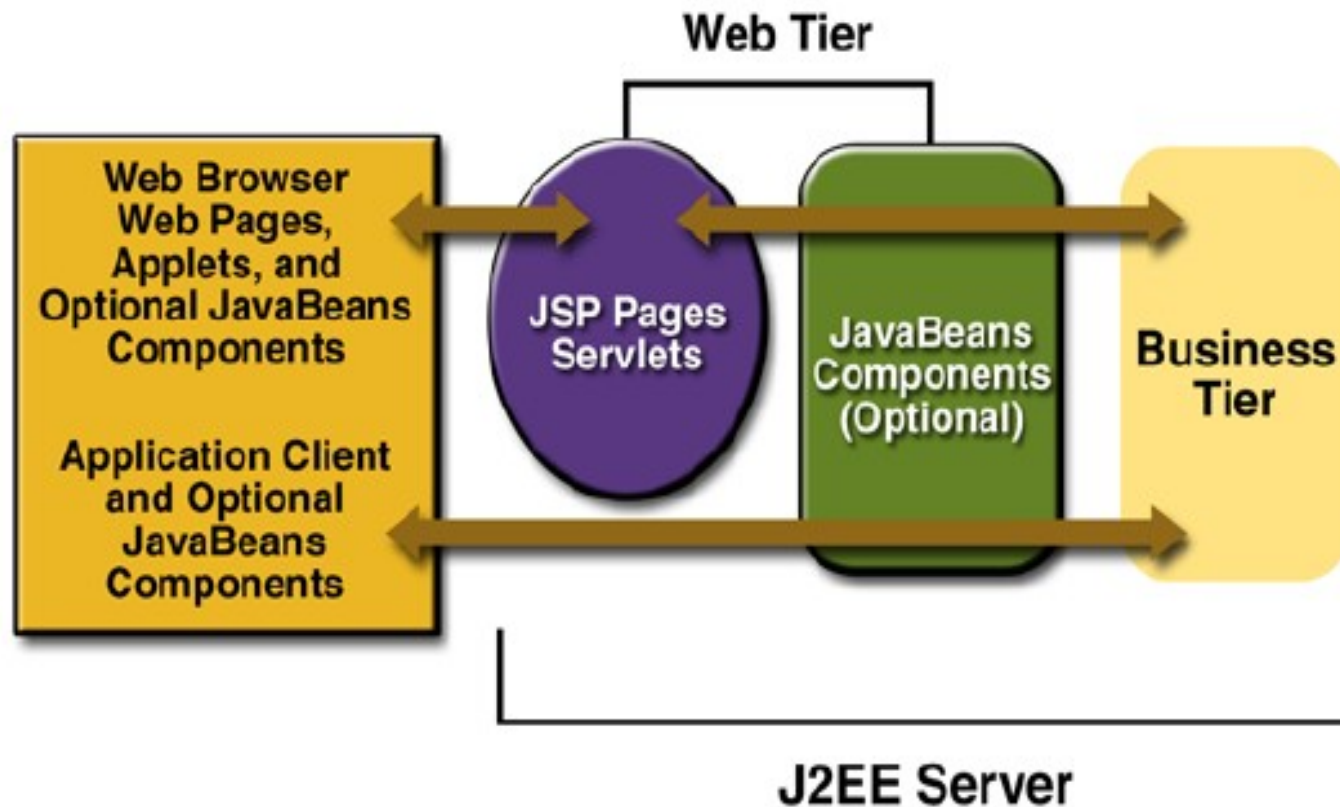 Web Tier
Web Browser
Web Pages,
Applets, and
Optional JavaBeans
Components
Application Client
and Optional
JavaBeans
Components
JSP Pages
Servlets
JavaBeans
Components
(Optional)
Business
Tier
J2EE Server